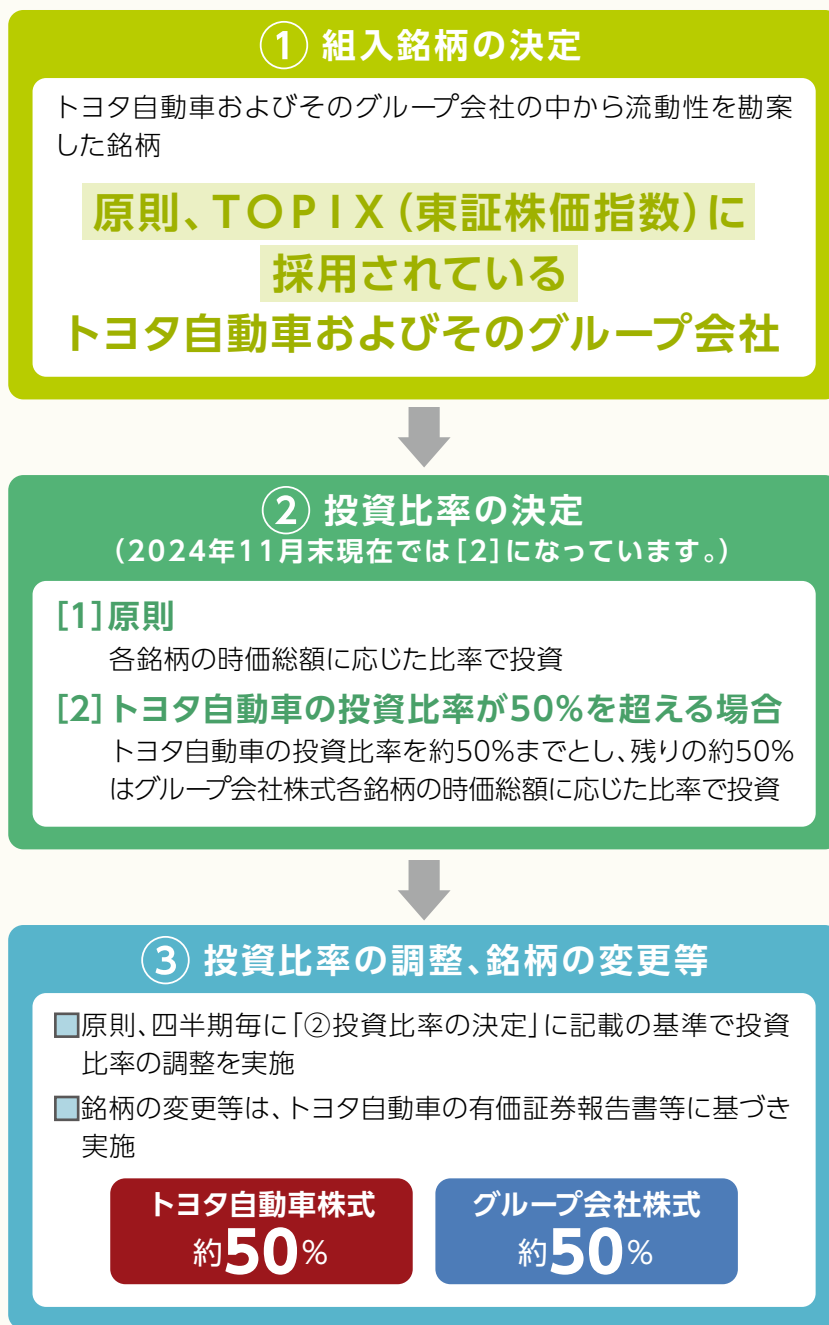 ① 組入銘柄の決定
トヨタ自動車およびそのグループ会社の中から流動性を勘案
した銘柄
原則、TOPIX（東証株価指数）に
採用されている
トヨタ自動車およびそのグループ会社
② 投資比率の決定
（2024年11月末現在では［2］になっています。）
［1］原則
各銘柄の時価総額に応じた比率で投資
［2］トヨタ自動車の投資比率が50%を超える場合
トヨタ自動車の投資比率を約50%までとし、残りの約50%
はグループ会社株式各銘柄の時価総額に応じた比率で投資
③ 投資比率の調整、銘柄の変更等
■原則、四半期毎に「②投資比率の決定」に記載の基準で投資
比率の調整を実施
■銘柄の変更等は、トヨタ自動車の有価証券報告書等に基づき
実施
トヨタ自動車株式
約50%
グループ会社株式
約50%